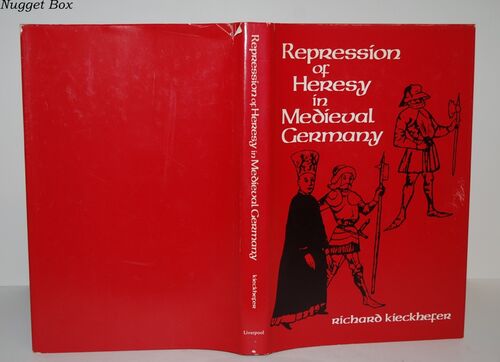 Nugget Box
Repression of Heresy in Medieval Germany
Kieckhefer
Liverpool
Repression
of
Heresy
in
Medieval
Germany
Richard Kieckhefer